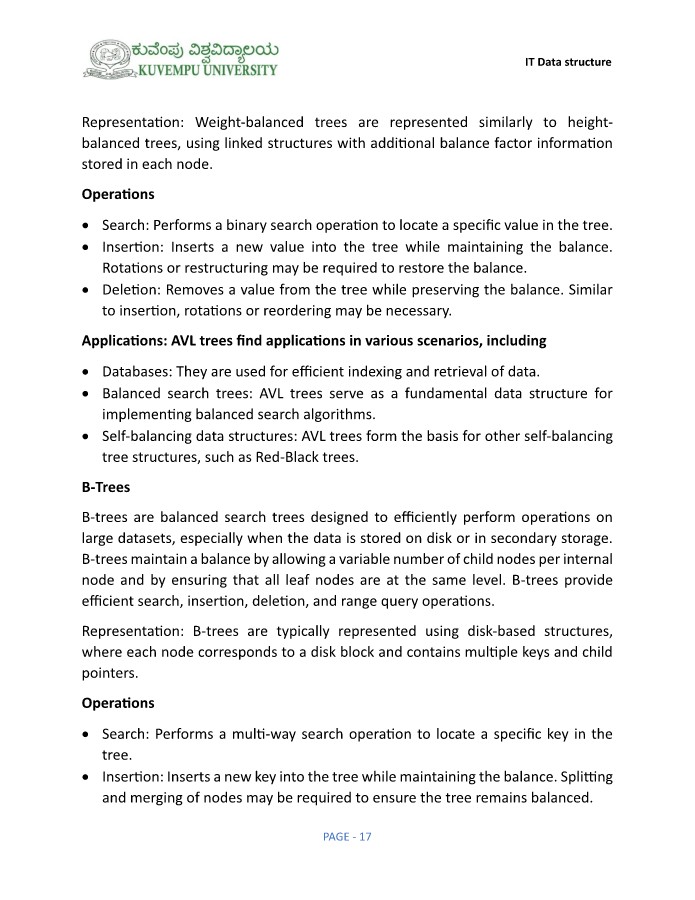 ಕುವೆಂಪು ವಿಶ್ವವಿದ್ಯಾಲಯ
KUVEMPU UNIVERSITY
IT Data structure
Representation: Weight-balanced trees are represented similarly to height-
balanced trees, using linked structures with additional balance factor information
stored in each node.
Operations
• Search: Performs a binary search operation to locate a specific value in the tree.
• Insertion: Inserts a new value into the tree while maintaining the balance.
Rotations or restructuring may be required to restore the balance.
• Deletion: Removes a value from the tree while preserving the balance. Similar
to insertion, rotations or reordering may be necessary.
Applications: AVL trees find applications in various scenarios, including
• Databases: They are used for efficient indexing and retrieval of data.
• Balanced search trees: AVL trees serve as a fundamental data structure for
implementing balanced search algorithms.
• Self-balancing data structures: AVL trees form the basis for other self-balancing
tree structures, such as Red-Black trees.
B-Trees
B-trees are balanced search trees designed to efficiently perform operations on
large datasets, especially when the data is stored on disk or in secondary storage.
B-trees maintain a balance by allowing a variable number of child nodes per internal
node and by ensuring that all leaf nodes are at the same level. B-trees provide
efficient search, insertion, deletion, and range query operations.
Representation: B-trees are typically represented using disk-based structures,
where each node corresponds to a disk block and contains multiple keys and child
pointers.
Operations
• Search: Performs a multi-way search operation to locate a specific key in the
tree.
• Insertion: Inserts a new key into the tree while maintaining the balance. Splitting
and merging of nodes may be required to ensure the tree remains balanced.
PAGE - 17